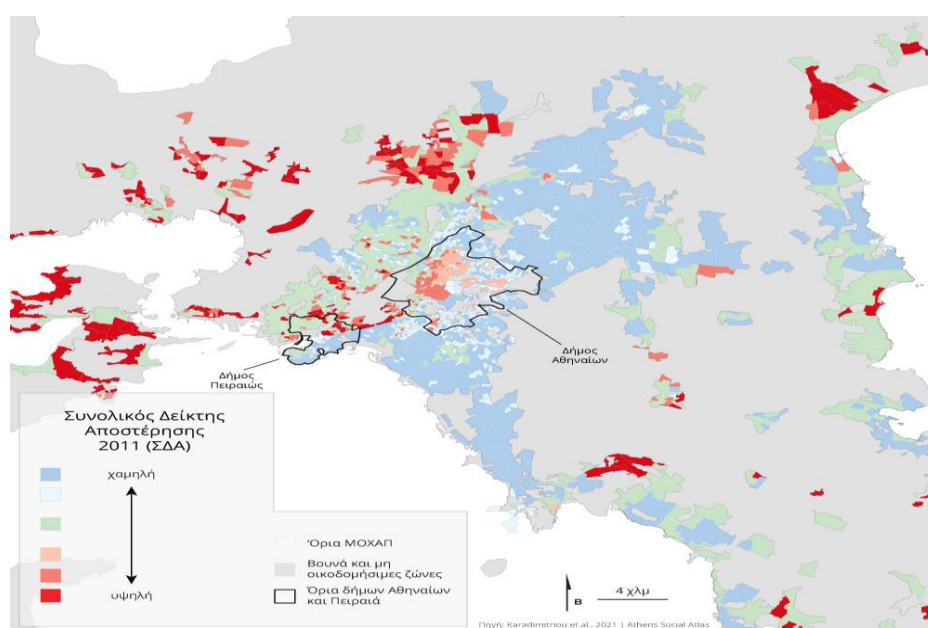 Δήμος
Αθηναίων
Δήμος
Πειραιώς
Συνολικός Δείκτης
Αποστέρησης
2011 (ΣΔΑ)
χαμηλή
υψηλή
Όρια ΜΟΧΑΠ
Βουνά και μη
οικοδομήσιμες ζώνες
Όρια δήμων Αθηναίων
και Πειραιά
Β
4 χλμ
Πηγή: Karadimitriou et al., 2021 | Athens Social Atlas